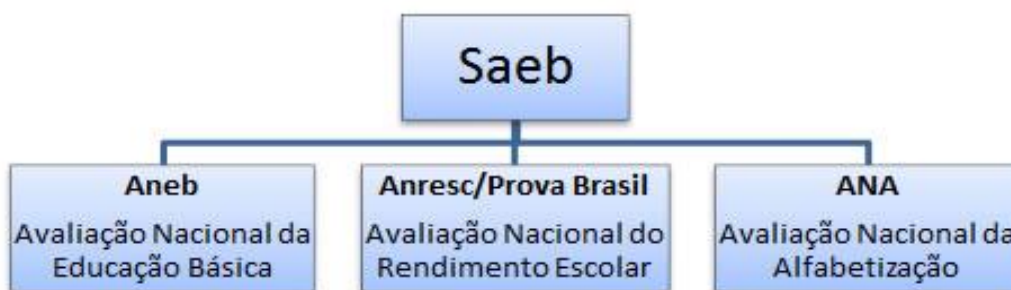 Saeb
Aneb
Avaliação Nacional da
Educação Básica
Anresc/Prova Brasil
Avaliação Nacional do
Rendimento Escolar
ANA
Avaliação Nacional da
Alfabetização